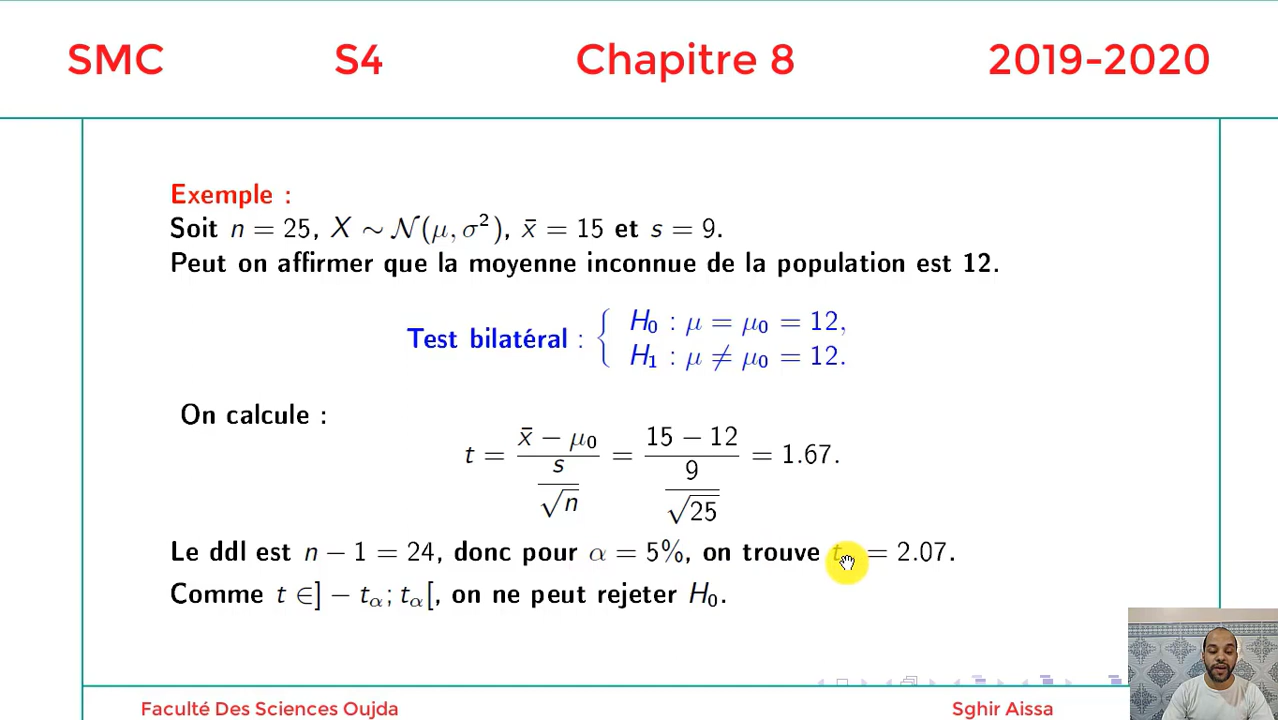 SMC S4 Chapitre 8 2019-2020
Exemple :
Soit n = 25, X ∼ N(μ, σ²), x̄ = 15 et s = 9.
Peut on affirmer que la moyenne inconnue de la population est 12.
Test bilatéral : { H₀ : μ = μ₀ = 12,
H₁ : μ ≠ μ₀ = 12.
On calcule :
t = (x̄ − μ₀)/(s/√n) = (15 − 12)/(9/√25) = 1.67.
Le ddl est n − 1 = 24, donc pour α = 5%, on trouve t = 2.07.
Comme t ∈] − tα; tα[, on ne peut rejeter H₀.
Faculté Des Sciences Oujda Sghir Aissa